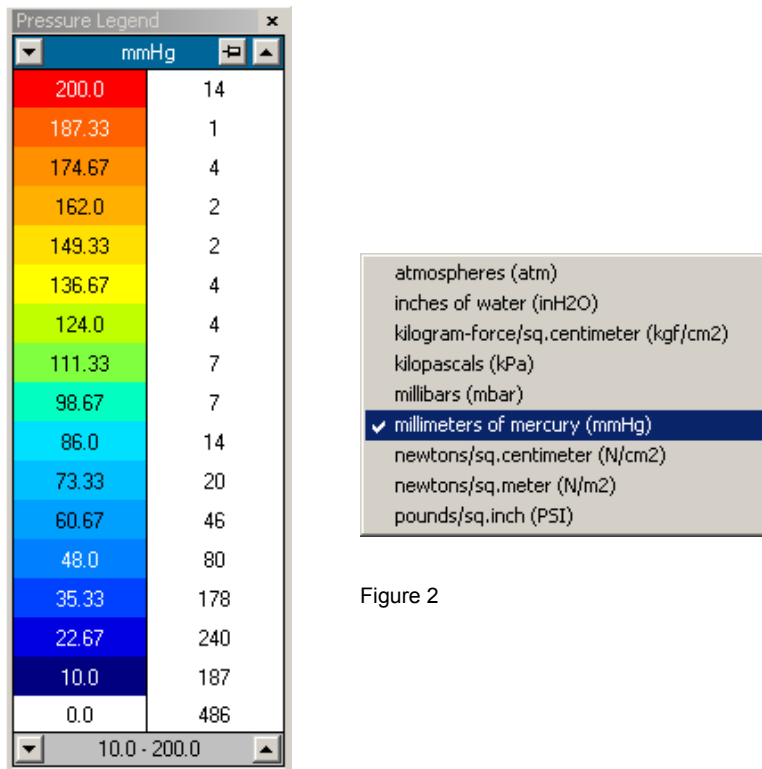 Pressure Legend
mmHg
200.0 14
187.33 1
174.67 4
162.0 2
149.33 2
136.67 4
124.0 4
111.33 7
98.67 7
86.0 14
73.33 20
60.67 46
48.0 80
35.33 178
22.67 240
10.0 187
0.0 486
10.0 - 200.0
atmospheres (atm)
inches of water (inH2O)
kilogram-force/sq.centimeter (kgf/cm2)
kilopascals (kPa)
millibars (mbar)
millimeters of mercury (mmHg)
newtons/sq.centimeter (N/cm2)
newtons/sq.meter (N/m2)
pounds/sq.inch (PSI)
Figure 2